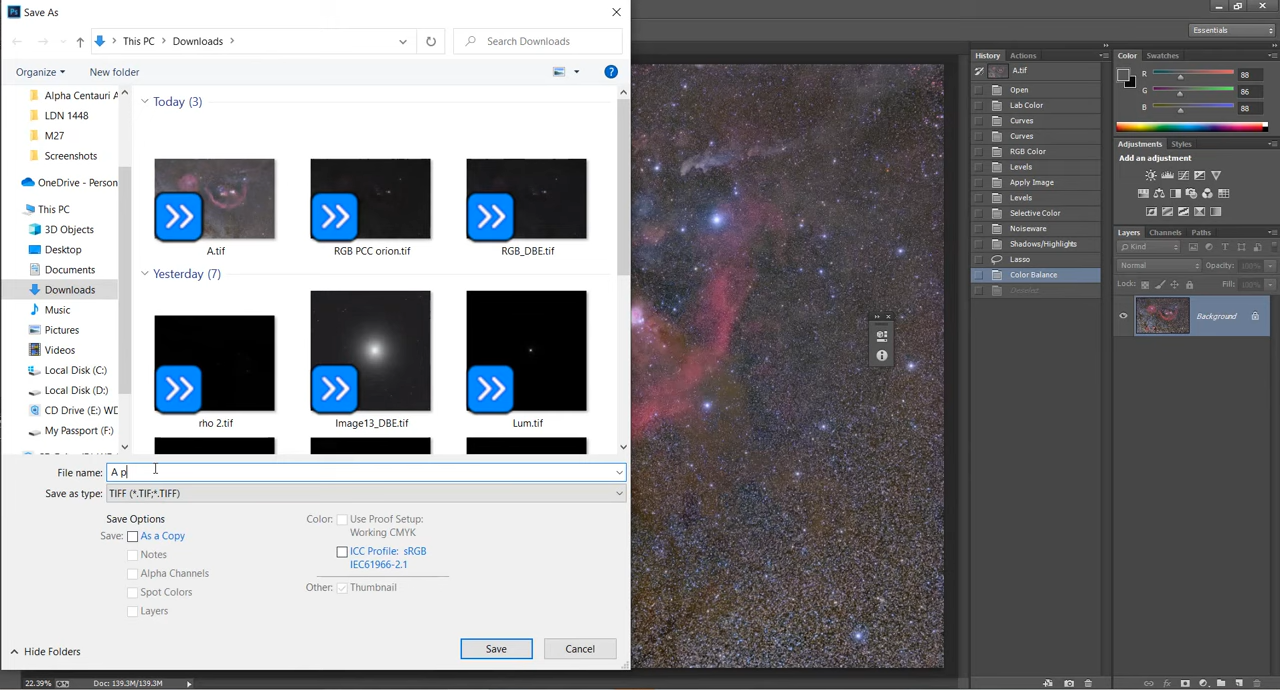 Save As
This PC
Downloads
Search Downloads
Organize
New folder
Alpha Centauri A
LDN 1448
M27
Screenshots
OneDrive - Person
This PC
3D Objects
Desktop
Documents
Downloads
Music
Pictures
Videos
Local Disk (C:)
Local Disk (D:)
CD Drive (E:) WD
My Passport (F:)
Today (3)
A.tif
RGB PCC orion.tif
RGB_DBE.tif
Yesterday (7)
rho 2.tif
Image13_DBE.tif
Lum.tif
File name:
A p
Save as type:
TIFF (*.TIF;*.TIFF)
Save Options
Save:
As a Copy
Notes
Alpha Channels
Spot Colors
Layers
Color:
Use Proof Setup:
Working CMYK
ICC Profile: sRGB
IEC61966-2.1
Other:
Thumbnail
Hide Folders
Save
Cancel
22.39%
Doc: 139.3M/139.3M
Essentials
History
Actions
A.tif
Open
Lab Color
Curves
Curves
RGB Color
Levels
Apply Image
Levels
Selective Color
Noiseware
Shadows/Highlights
Lasso
Color Balance
Deselect
Color
Swatches
R
88
G
86
B
88
Adjustments
Styles
Add an adjustment
Layers
Channels
Paths
Kind
Normal
Opacity:
100%
Lock:
Fill:
100%
Background